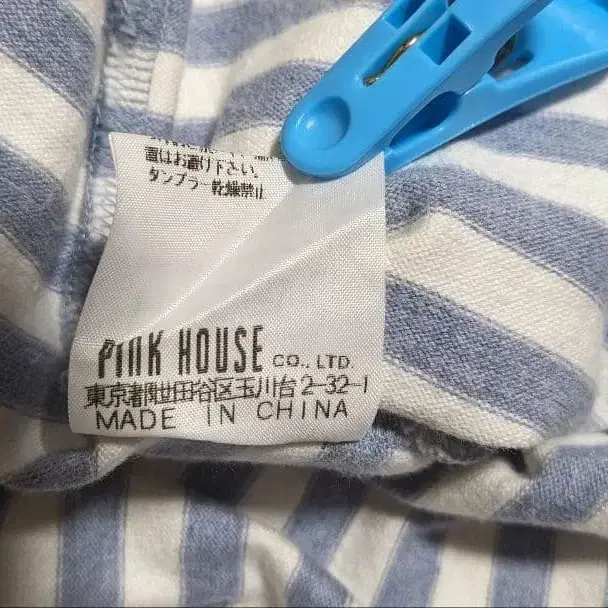 置はお避け下さい。
タンブラー乾燥禁止
PINK HOUSE CO., LTD.
東京都世田谷区玉川台2-32-1
MADE IN CHINA